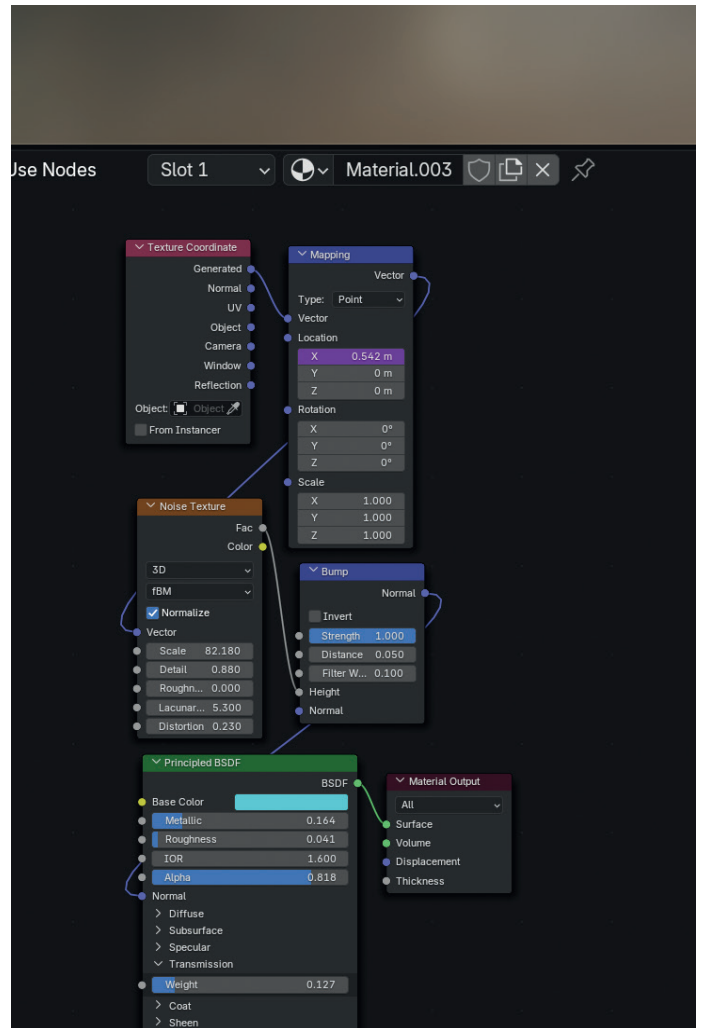 Use Nodes Slot 1 Material.003
Texture Coordinate
Generated
Normal
UV
Object
Camera
Window
Reflection
Object: Object
From Instancer
Mapping
Vector
Type: Point
Vector
Location
X 0.542 m
Y 0 m
Z 0 m
Rotation
X 0°
Y 0°
Z 0°
Scale
X 1.000
Y 1.000
Z 1.000
Noise Texture
Fac
Color
3D
fBM
Normalize
Vector
Scale 82.180
Detail 0.880
Roughn... 0.000
Lacunar... 5.300
Distortion 0.230
Bump
Normal
Invert
Strength 1.000
Distance 0.050
Filter W... 0.100
Height
Normal
Principled BSDF
BSDF
Base Color
Metallic 0.164
Roughness 0.041
IOR 1.600
Alpha 0.818
Normal
Diffuse
Subsurface
Specular
Transmission
Weight 0.127
Coat
Sheen
Material Output
All
Surface
Volume
Displacement
Thickness